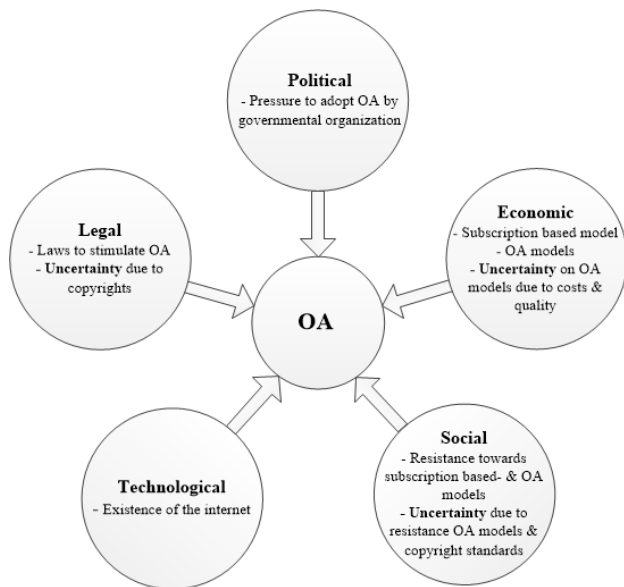 Political
- Pressure to adopt OA by
governmental organization
Legal
- Laws to stimulate OA
- Uncertainty due to
copyrights
Economic
- Subscription based model
- OA models
- Uncertainty on OA
models due to costs &
quality
OA
Technological
- Existence of the internet
Social
- Resistance towards
subscription based- & OA
models
- Uncertainty due to
resistance OA models &
copyright standards